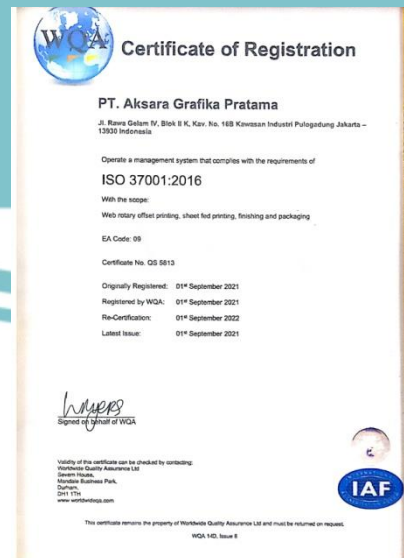 WQA
Certificate of Registration
PT. Aksara Grafika Pratama
Jl. Rawa Gelam IV, Blok II K, Kav. No. 16B Kawasan Industri Pulogadung Jakarta –
13930 Indonesia
Operate a management system that complies with the requirements of
ISO 37001:2016
With the scope:
Web rotary offset printing, sheet fed printing, finishing and packaging
EA Code: 09
Certificate No. QS 5813
Originally Registered: 01st September 2021
Registered by WQA: 01st September 2021
Re-Certification: 01st September 2022
Latest Issue: 01st September 2021
Signed on behalf of WQA
Validity of this certificate can be checked by contacting:
Worldwide Quality Assurance Ltd
Severn House,
Mandale Business Park,
Durham,
DH1 1TH
www.worldwideqa.com
IAF
This certificate remains the property of Worldwide Quality Assurance Ltd and must be returned on request.
WQA 14D, Issue 8